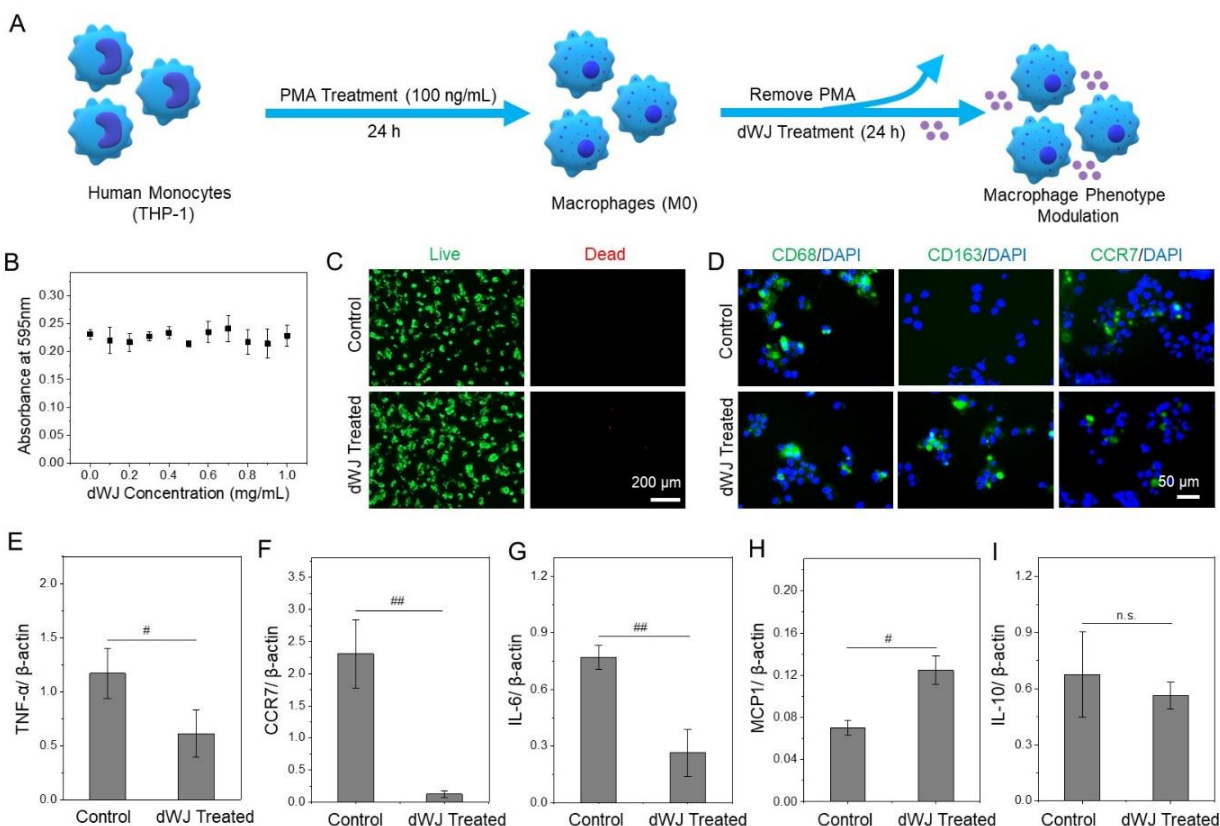 A
PMA Treatment (100 ng/mL)
24 h
Remove PMA
dWJ Treatment (24 h)
Human Monocytes
(THP-1)
Macrophages (M0)
Macrophage Phenotype
Modulation
B
Absorbance at 595nm
0.30
0.25
0.20
0.15
0.10
0.05
0.00
0.0 0.2 0.4 0.6 0.8 1.0
dWJ Concentration (mg/mL)
C
Live
Dead
Control
dWJ Treated
200 μm
D
CD68/DAPI
CD163/DAPI
CCR7/DAPI
Control
dWJ Treated
50 μm
E
TNF-α/ β-actin
2.0
1.5
1.0
0.5
0.0
#
Control
dWJ Treated
F
CCR7/ β-actin
3.5
3.0
2.5
2.0
1.5
1.0
0.5
0.0
##
Control
dWJ Treated
G
IL-6/ β-actin
1.2
0.9
0.6
0.3
0.0
##
Control
dWJ Treated
H
MCP1/ β-actin
0.20
0.16
0.12
0.08
0.04
0.00
#
Control
dWJ Treated
I
IL-10/ β-actin
1.2
0.9
0.6
0.3
0.0
n.s.
Control
dWJ Treated